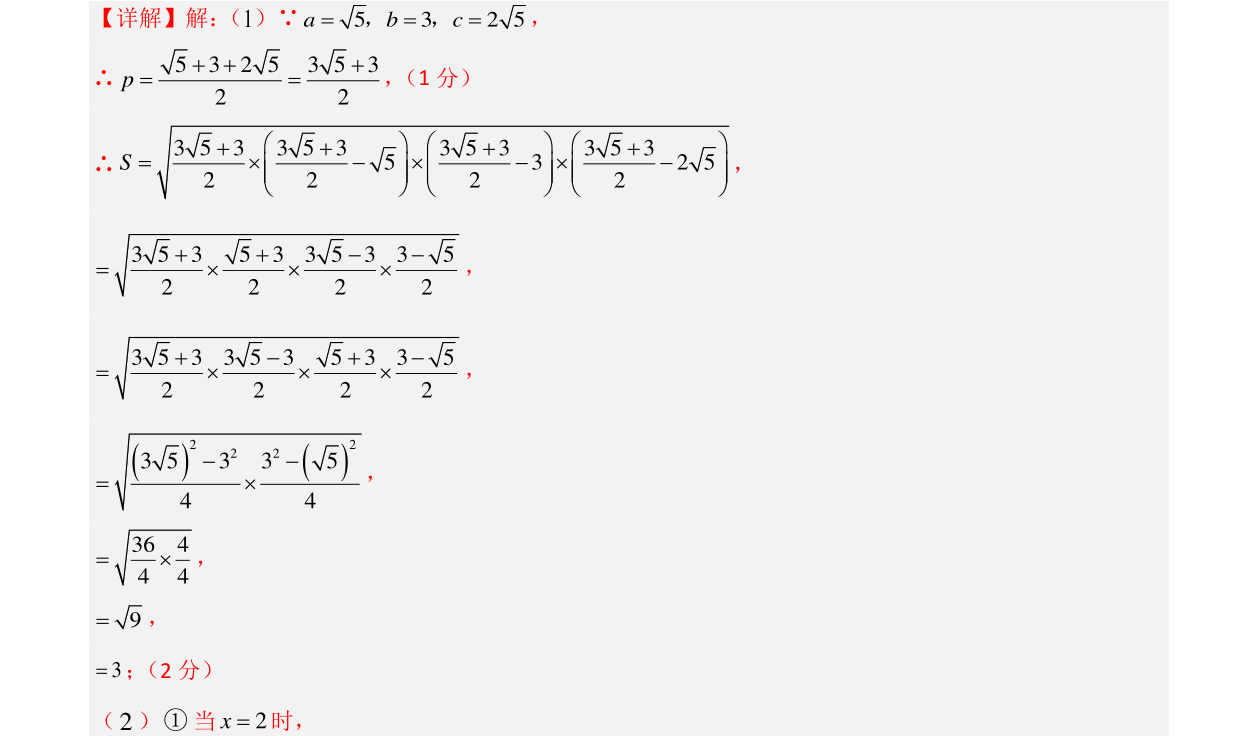 【详解】解：（1）∵ a = √5，b = 3，c = 2√5，
∴ p = (√5 + 3 + 2√5)/2 = (3√5 + 3)/2，（1 分）
∴ S = √((3√5 + 3)/2 × ((3√5 + 3)/2 − √5) × ((3√5 + 3)/2 − 3) × ((3√5 + 3)/2 − 2√5))，
= √((3√5 + 3)/2 × (√5 + 3)/2 × (3√5 − 3)/2 × (3 − √5)/2)，
= √((3√5 + 3)/2 × (3√5 − 3)/2 × (√5 + 3)/2 × (3 − √5)/2)，
= √(((3√5)² − 3²)/4 × (3² − (√5)²)/4)，
= √(36/4 × 4/4)，
= √9，
= 3；（2 分）
（2）① 当 x = 2 时，